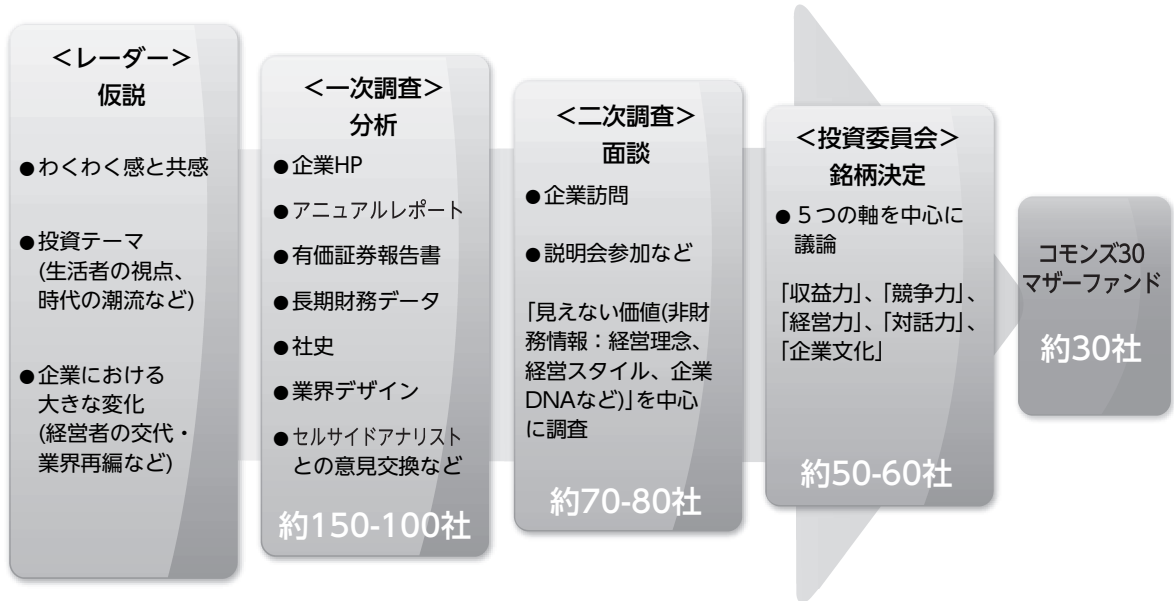 ＜レーダー＞
仮説
●わくわく感と共感
●投資テーマ
(生活者の視点、
時代の潮流など)
●企業における
大きな変化
(経営者の交代・
業界再編など)
＜一次調査＞
分析
●企業HP
●アニュアルレポート
●有価証券報告書
●長期財務データ
●社史
●業界デザイン
●セルサイドアナリスト
との意見交換など
約150-100社
＜二次調査＞
面談
●企業訪問
●説明会参加など
「見えない価値(非財
務情報：経営理念、
経営スタイル、企業
DNAなど)」を中心
に調査
約70-80社
＜投資委員会＞
銘柄決定
●５つの軸を中心に
議論
「収益力」、「競争力」、
「経営力」、「対話力」、
「企業文化」
約50-60社
コモンズ30
マザーファンド
約30社